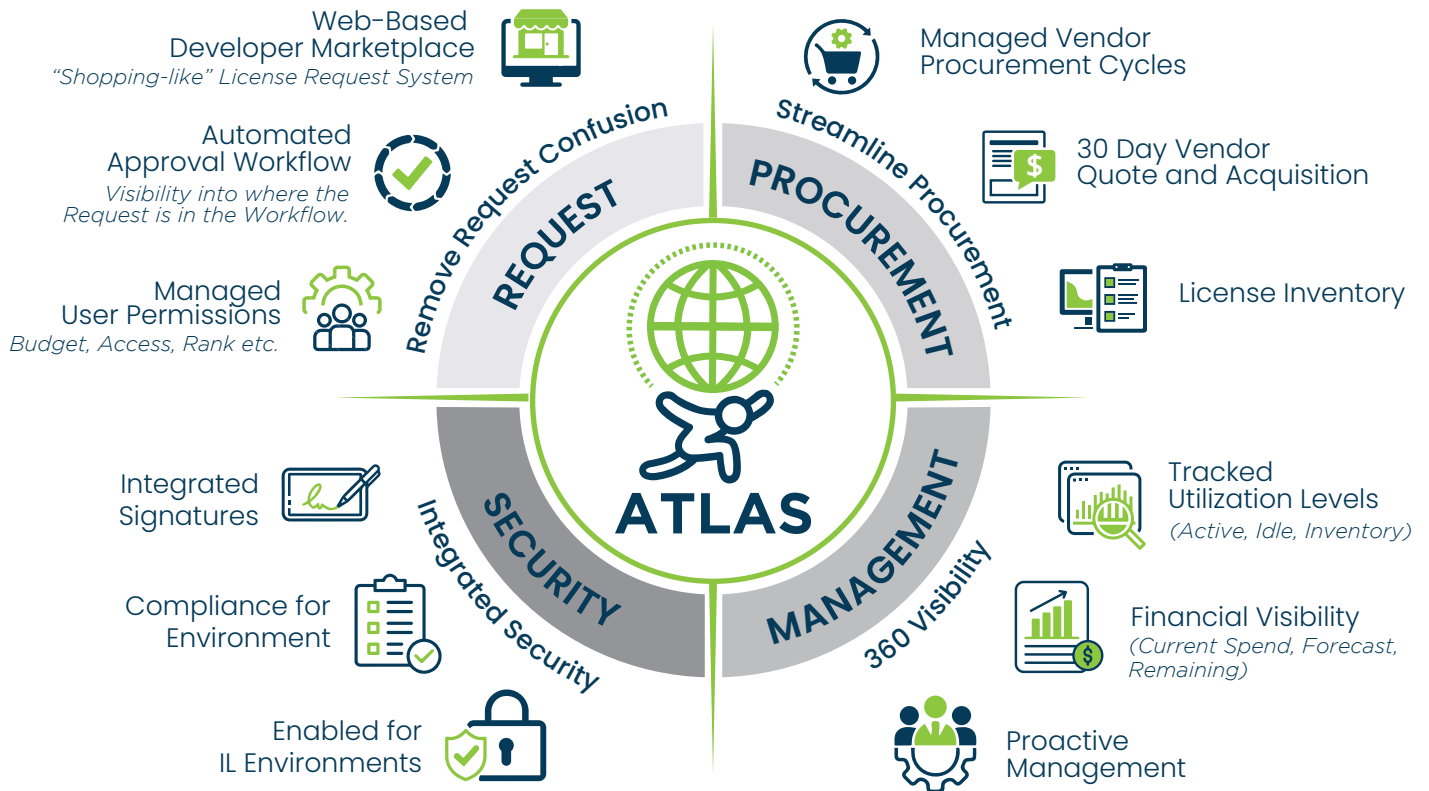 Web-Based
Developer Marketplace
“Shopping-like” License Request System
Automated
Approval Workflow
Visibility into where the
Request is in the Workflow.
Managed
User Permissions
Budget, Access, Rank etc.
Remove Request Confusion
REQUEST
Managed Vendor
Procurement Cycles
30 Day Vendor
Quote and Acquisition
License Inventory
Streamline Procurement
PROCUREMENT
ATLAS
Integrated
Signatures
Compliance for
Environment
Enabled for
IL Environments
Integrated Security
SECURITY
MANAGEMENT
360 Visibility
Tracked
Utilization Levels
(Active, Idle, Inventory)
Financial Visibility
(Current Spend, Forecast,
Remaining)
Proactive
Management